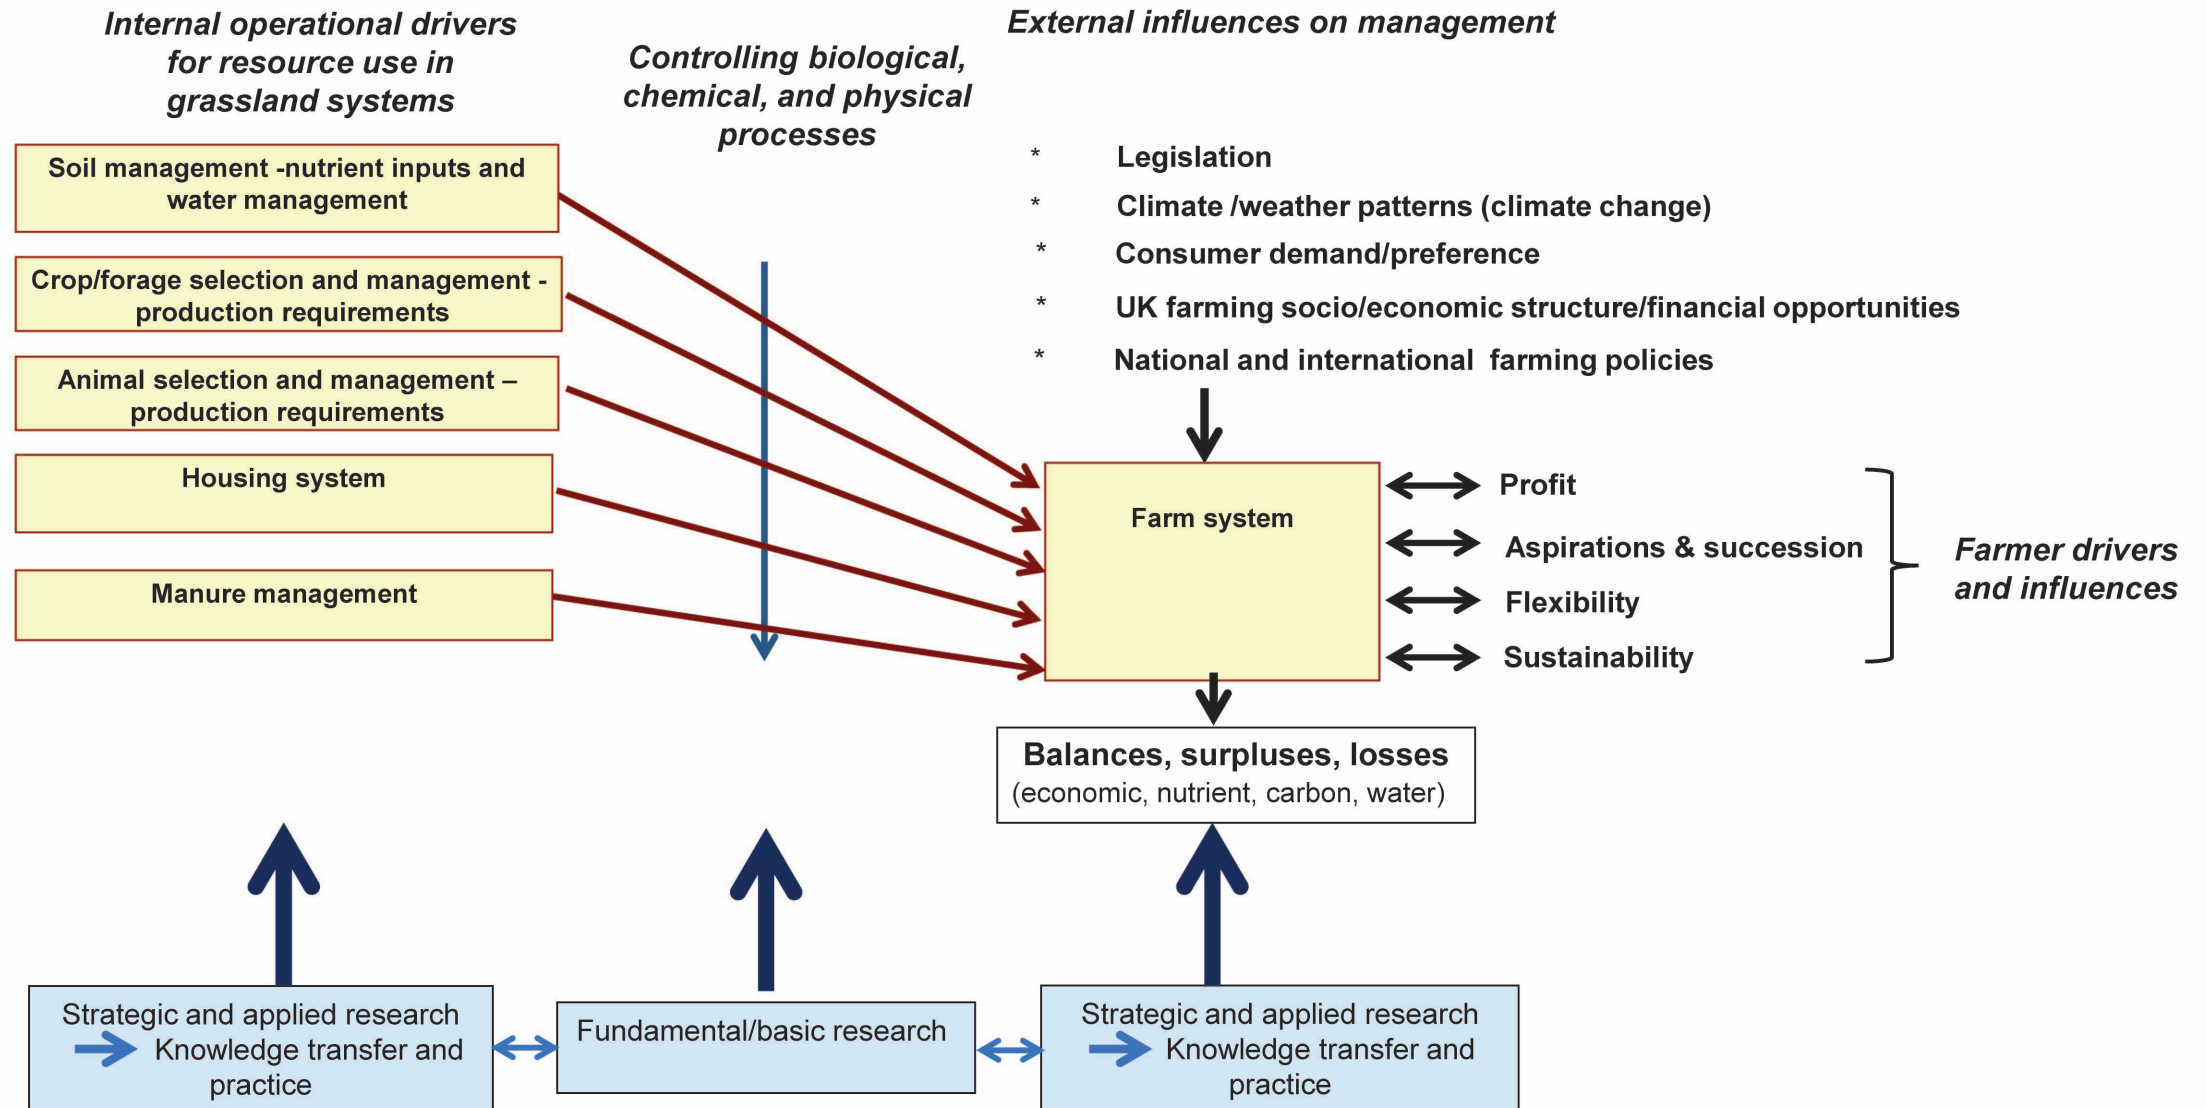 Internal operational drivers
for resource use in
grassland systems
Controlling biological,
chemical, and physical
processes
External influences on management
Soil management -nutrient inputs and
water management
Crop/forage selection and management -
production requirements
Animal selection and management –
production requirements
Housing system
Manure management
* Legislation
* Climate /weather patterns (climate change)
* Consumer demand/preference
* UK farming socio/economic structure/financial opportunities
* National and international farming policies
Farm system
Profit
Aspirations & succession
Flexibility
Sustainability
Farmer drivers
and influences
Balances, surpluses, losses
(economic, nutrient, carbon, water)
Strategic and applied research
Knowledge transfer and
practice
Fundamental/basic research
Strategic and applied research
Knowledge transfer and
practice